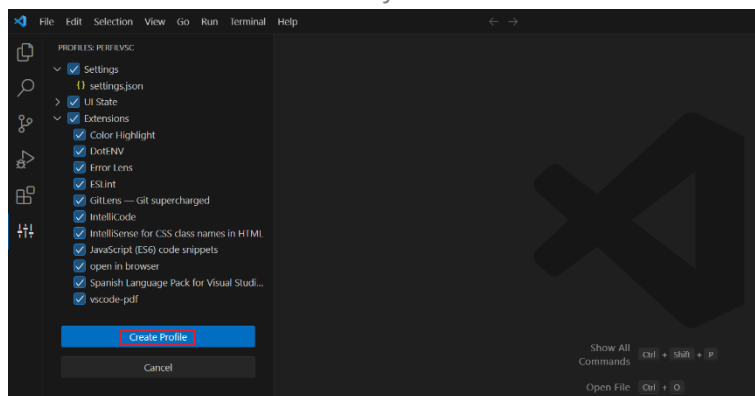 File Edit Selection View Go Run Terminal Help
PROFILES: PERFILVSC
Settings
{} settings.json
UI State
Extensions
Color Highlight
DotENV
Error Lens
ESLint
GitLens — Git supercharged
IntelliCode
IntelliSense for CSS class names in HTML
JavaScript (ES6) code snippets
open in browser
Spanish Language Pack for Visual Studi...
vscode-pdf
Create Profile
Cancel
Show All Commands Ctrl + Shift + P
Open File Ctrl + O